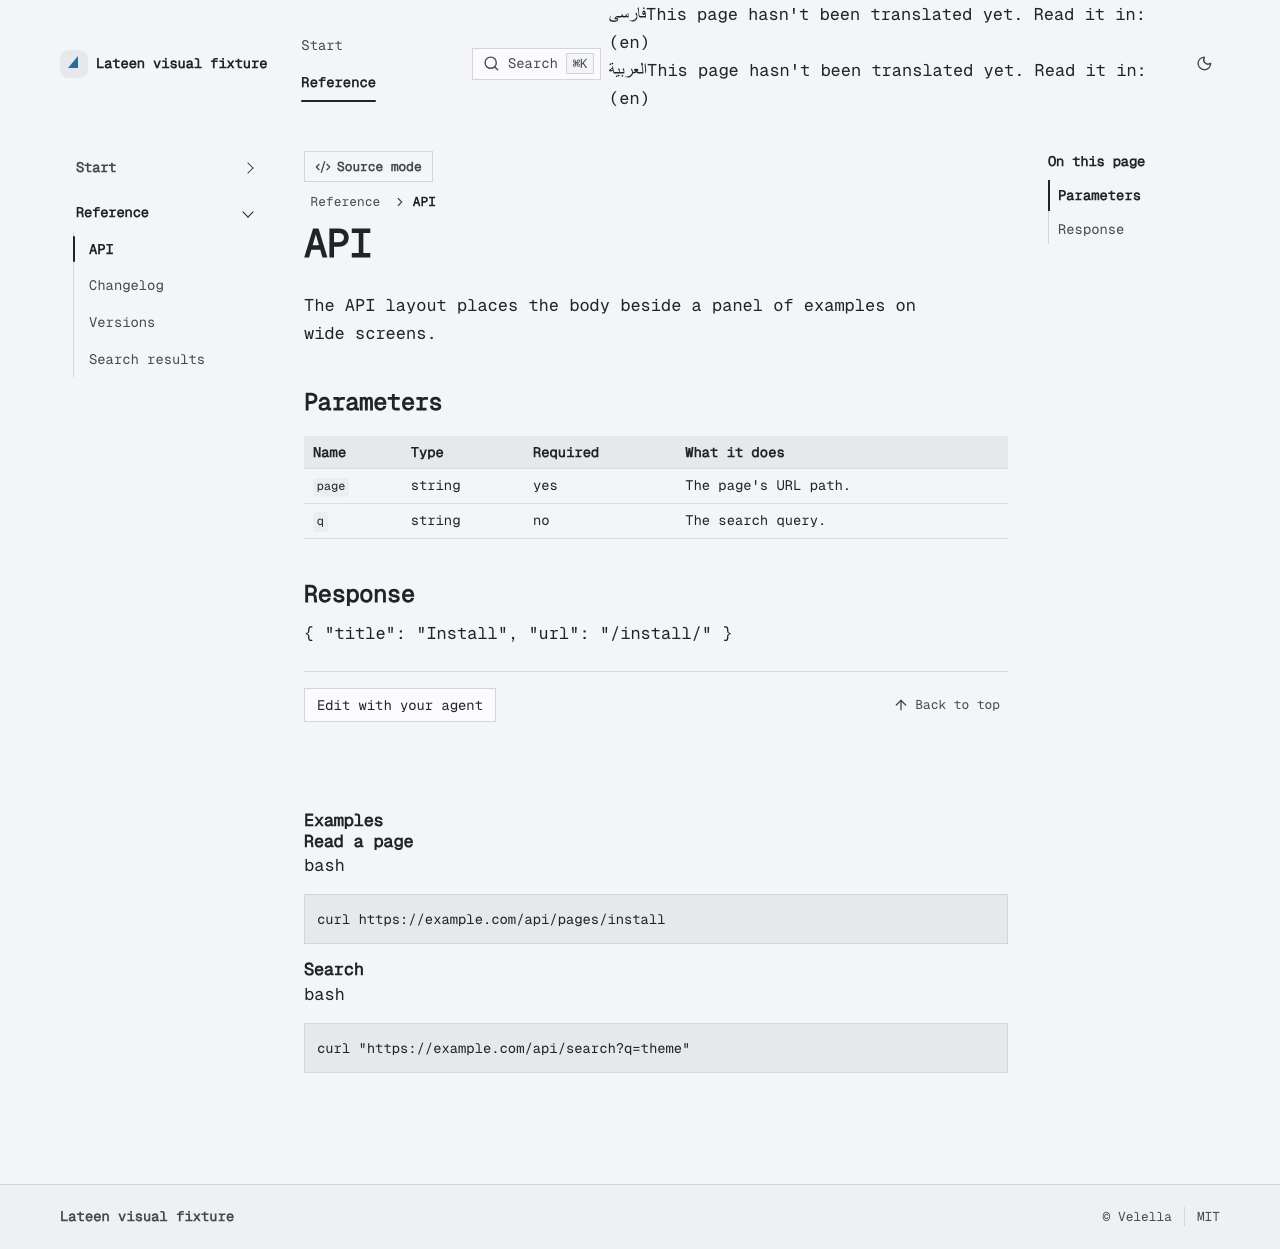 Lateen visual fixture
Start
Reference
Search ⌘K
فارسیThis page hasn't been translated yet. Read it in:
(en)
العربيةThis page hasn't been translated yet. Read it in:
(en)
Start
Reference
API
Changelog
Versions
Search results
Source mode
Reference > API
API
The API layout places the body beside a panel of examples on
wide screens.
Parameters
Name Type Required What it does
page string yes The page's URL path.
q string no The search query.
Response
{ "title": "Install", "url": "/install/" }
Edit with your agent
↑ Back to top
Examples
Read a page
bash
curl https://example.com/api/pages/install
Search
bash
curl "https://example.com/api/search?q=theme"
On this page
Parameters
Response
Lateen visual fixture
© Velella
MIT